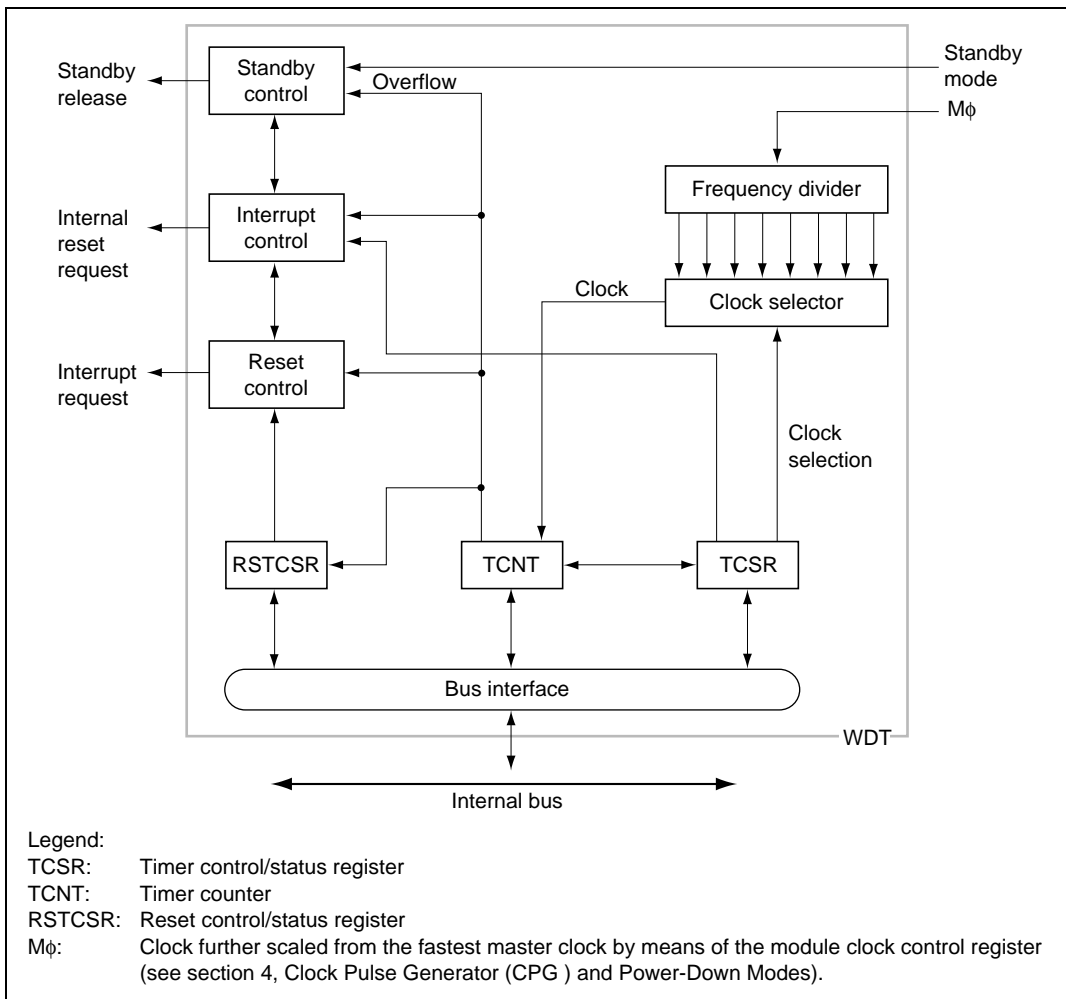 Standby
control
Standby
release
Overflow
Standby
mode
Mϕ
Frequency divider
Internal
reset
request
Interrupt
control
Clock
Clock selector
Interrupt
request
Reset
control
Clock
selection
RSTCSR
TCNT
TCSR
Bus interface
WDT
Internal bus
Legend:
TCSR: Timer control/status register
TCNT: Timer counter
RSTCSR: Reset control/status register
Mϕ: Clock further scaled from the fastest master clock by means of the module clock control register
(see section 4, Clock Pulse Generator (CPG ) and Power-Down Modes).